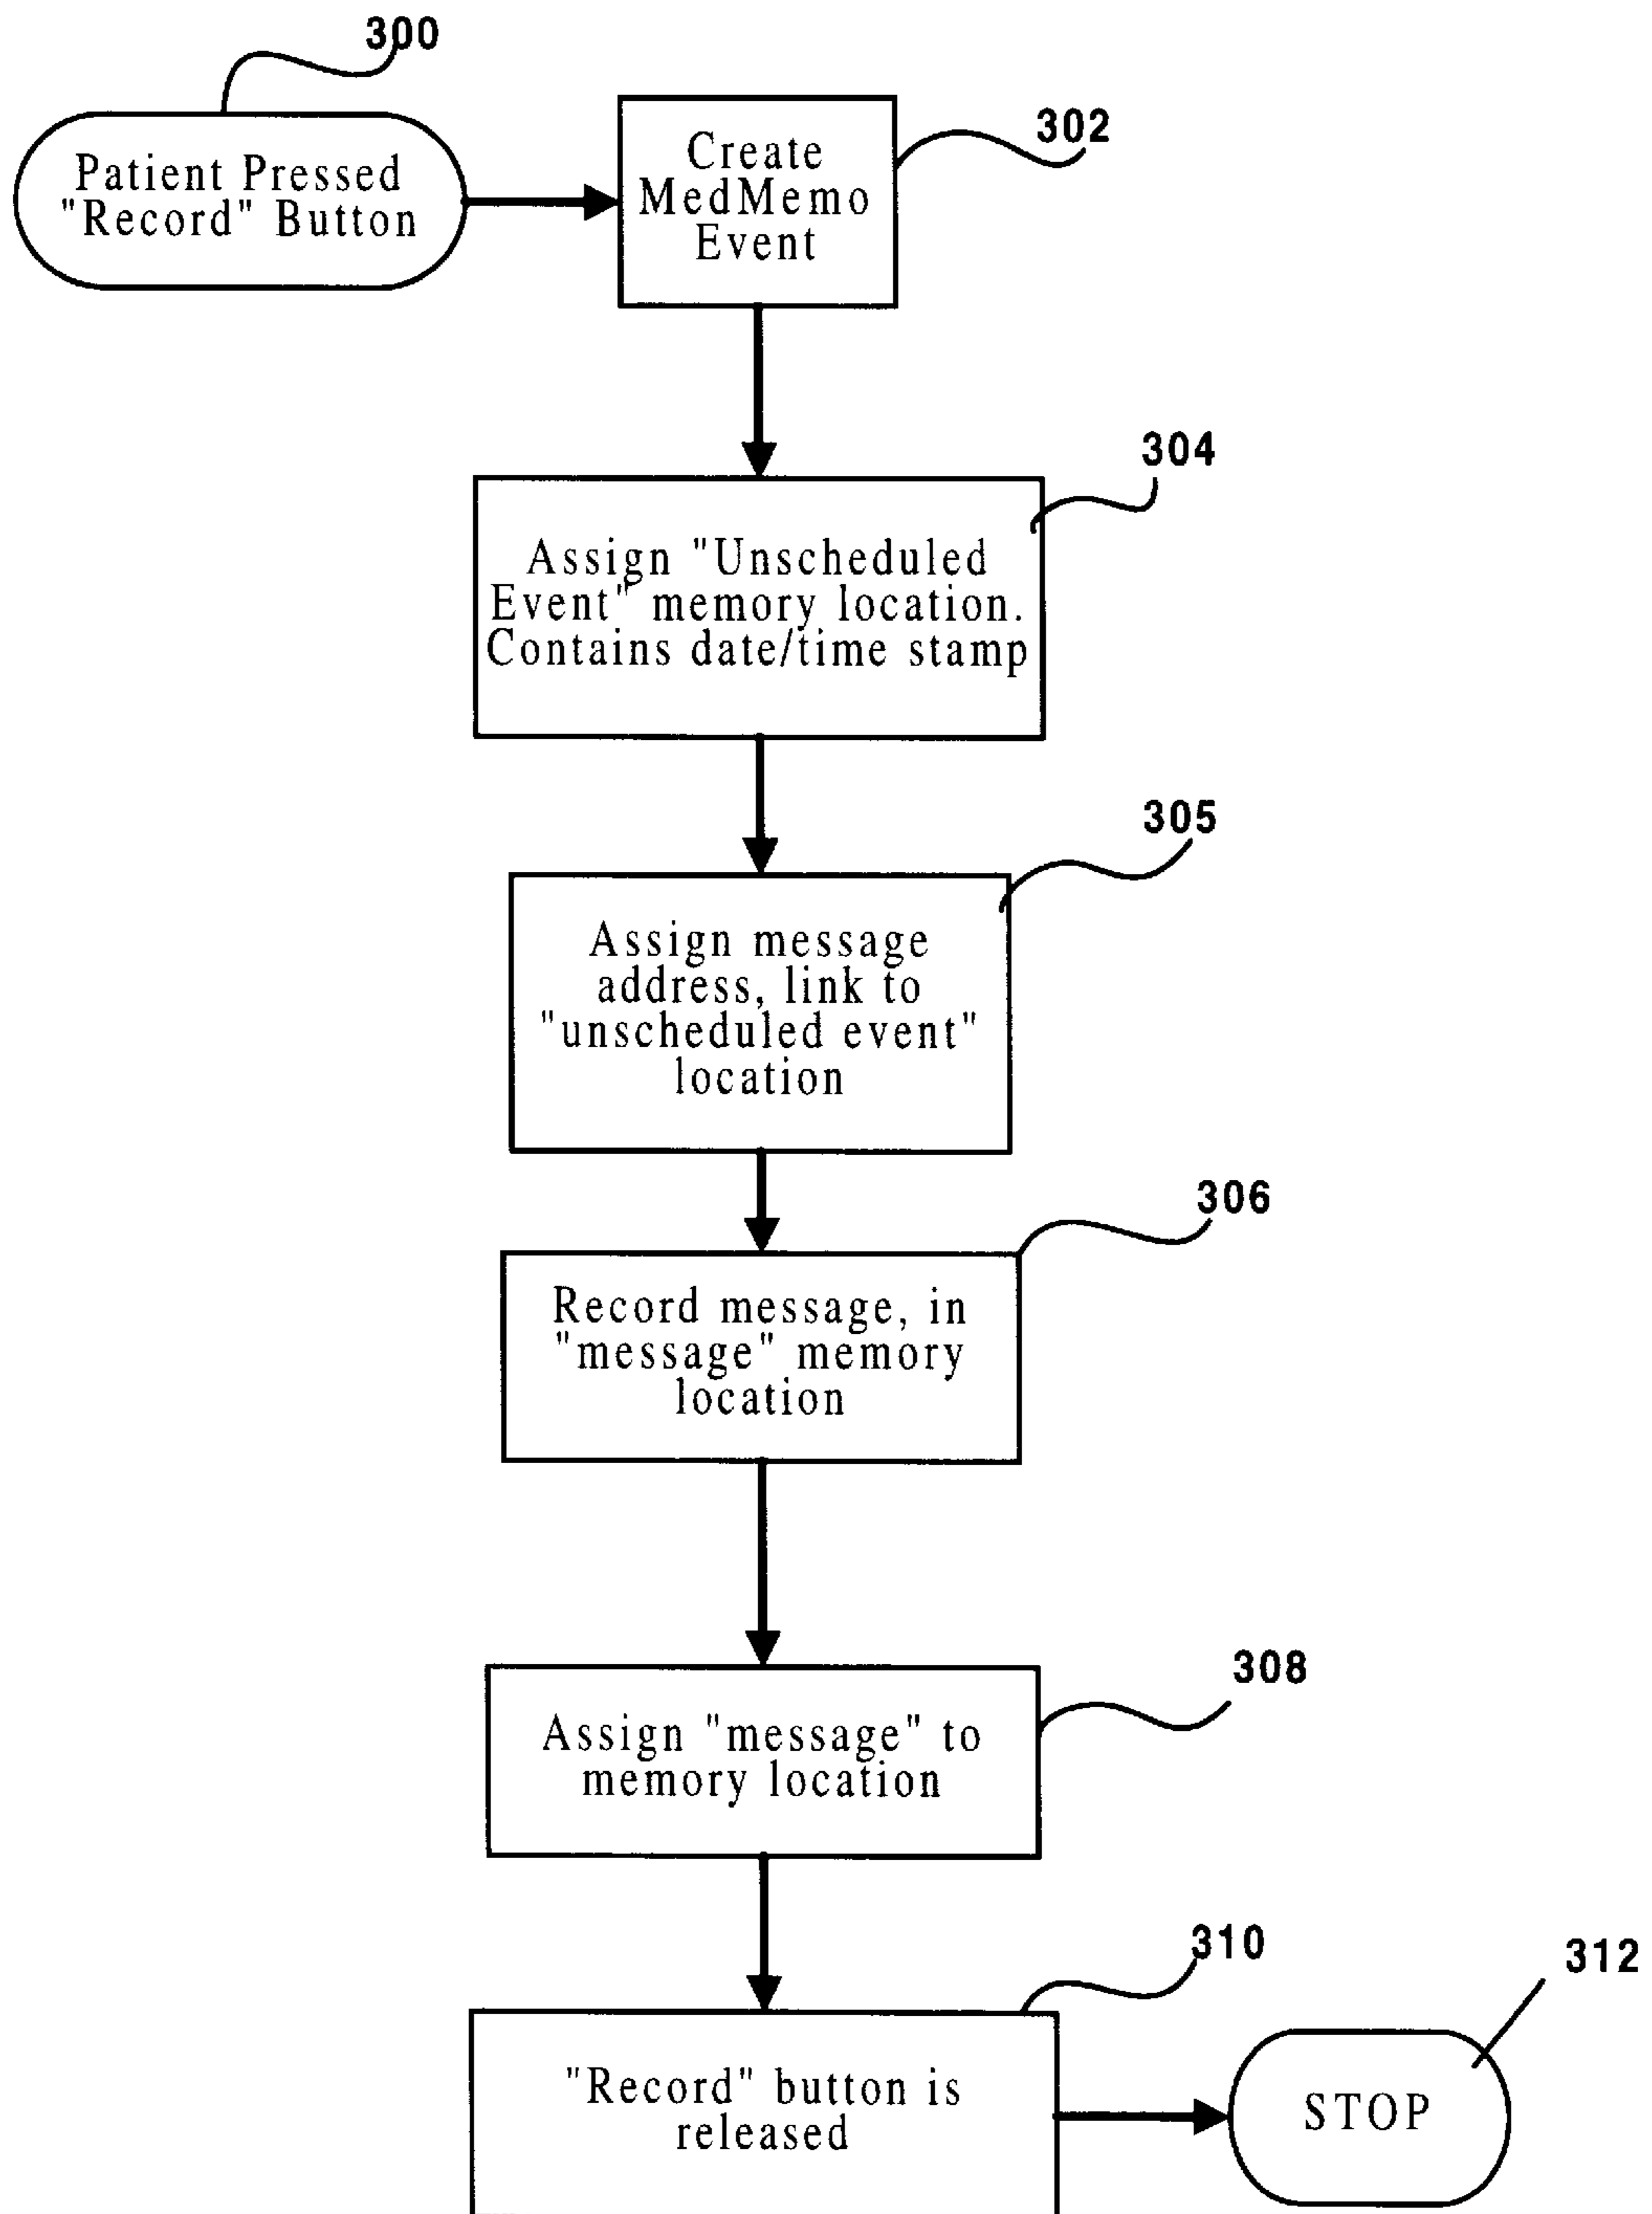 300
Patient Pressed
"Record" Button
302
Create
MedMemo
Event
304
Assign "Unscheduled
Event" memory location.
Contains date/time stamp
305
Assign message
address, link to
"unscheduled event"
location
306
Record message, in
"message" memory
location
308
Assign "message" to
memory location
310
"Record" button is
released
312
STOP